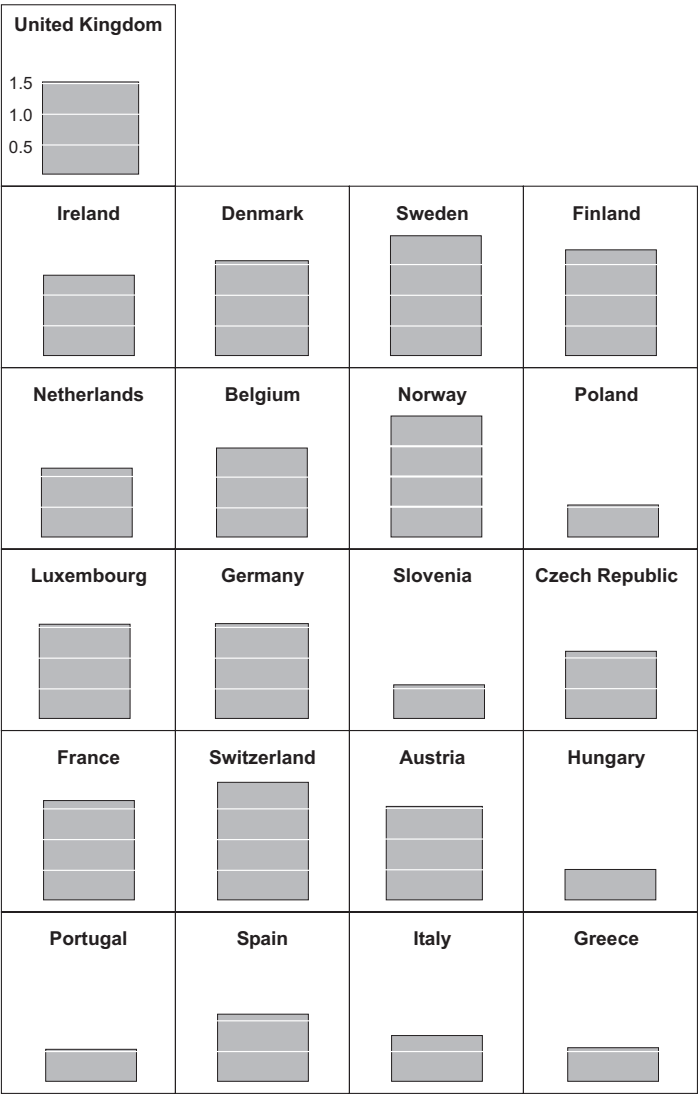 United Kingdom
1.5
1.0
0.5
Ireland Denmark Sweden Finland
Netherlands Belgium Norway Poland
Luxembourg Germany Slovenia Czech Republic
France Switzerland Austria Hungary
Portugal Spain Italy Greece